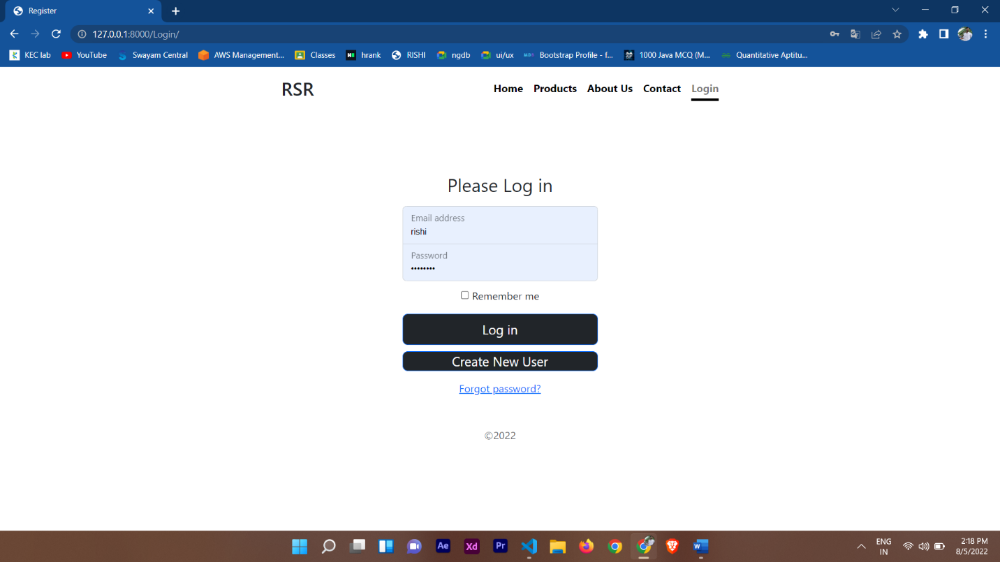 Register
127.0.0.1:8000/Login/
KEC lab YouTube Swayam Central AWS Management... Classes hrank RISHI ngdb ui/ux Bootstrap Profile - f... 1000 Java MCQ (M... Quantitative Aptitu...
RSR Home Products About Us Contact Login
Please Log in
Email address
rishi
Password
••••••••
Remember me
Log in
Create New User
Forgot password?
©2022
Ae Xd Pr
ENG
IN
2:18 PM
8/5/2022